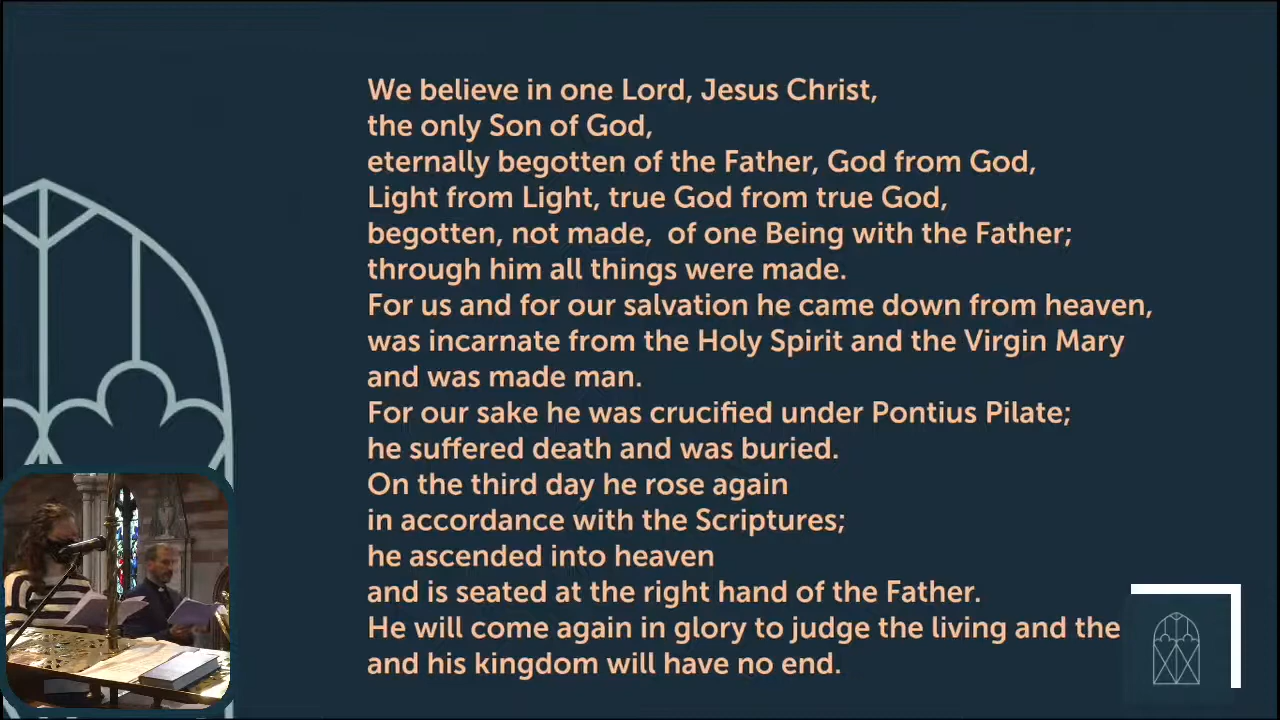 We believe in one Lord, Jesus Christ,
the only Son of God,
eternally begotten of the Father, God from God,
Light from Light, true God from true God,
begotten, not made,  of one Being with the Father;
through him all things were made.
For us and for our salvation he came down from heaven,
was incarnate from the Holy Spirit and the Virgin Mary
and was made man.
For our sake he was crucified under Pontius Pilate;
he suffered death and was buried.
On the third day he rose again
in accordance with the Scriptures;
he ascended into heaven
and is seated at the right hand of the Father.
He will come again in glory to judge the living and the
and his kingdom will have no end.